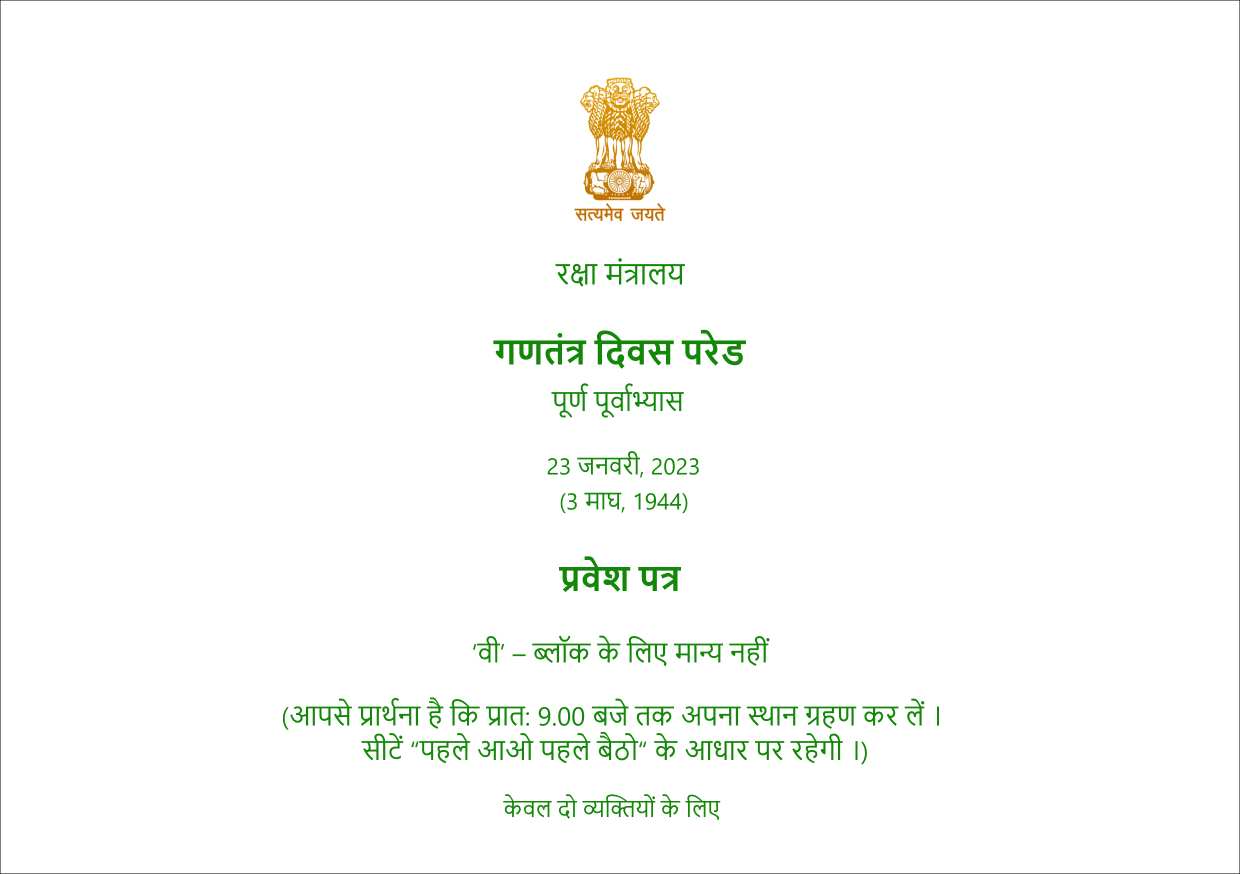 सत्यमेव जयते
रक्षा मंत्रालय
गणतंत्र दिवस परेड
पूर्ण पूर्वाभ्यास
23 जनवरी, 2023
(3 माघ, 1944)
प्रवेश पत्र
‘वी’ – ब्लॉक के लिए मान्य नहीं
(आपसे प्रार्थना है कि प्रात: 9.00 बजे तक अपना स्थान ग्रहण कर लें ।
सीटें “पहले आओ पहले बैठो“ के आधार पर रहेगी ।)
केवल दो व्यक्तियों के लिए